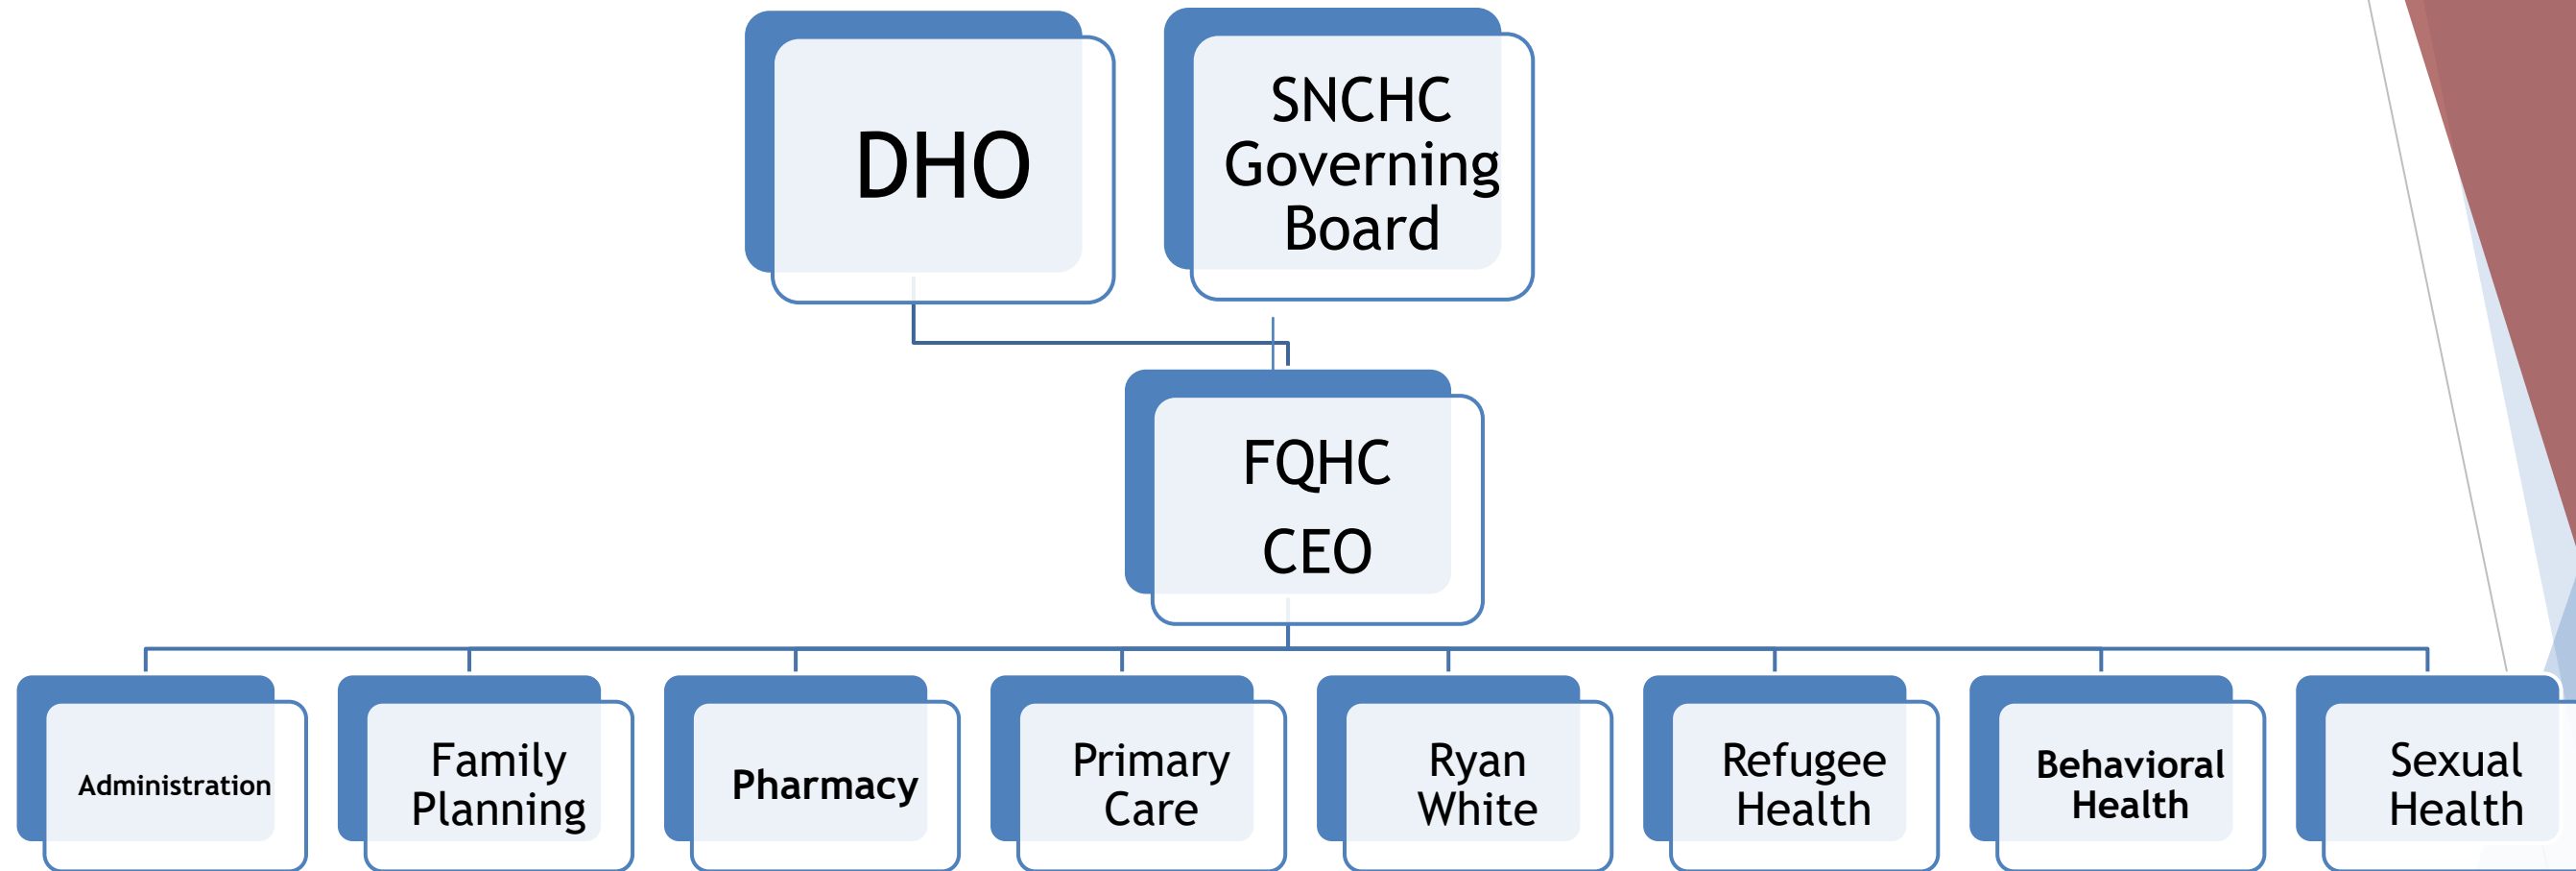 DHO
SNCHC
Governing
Board
FQHC
CEO
Administration
Family
Planning
Pharmacy
Primary
Care
Ryan
White
Refugee
Health
Behavioral
Health
Sexual
Health